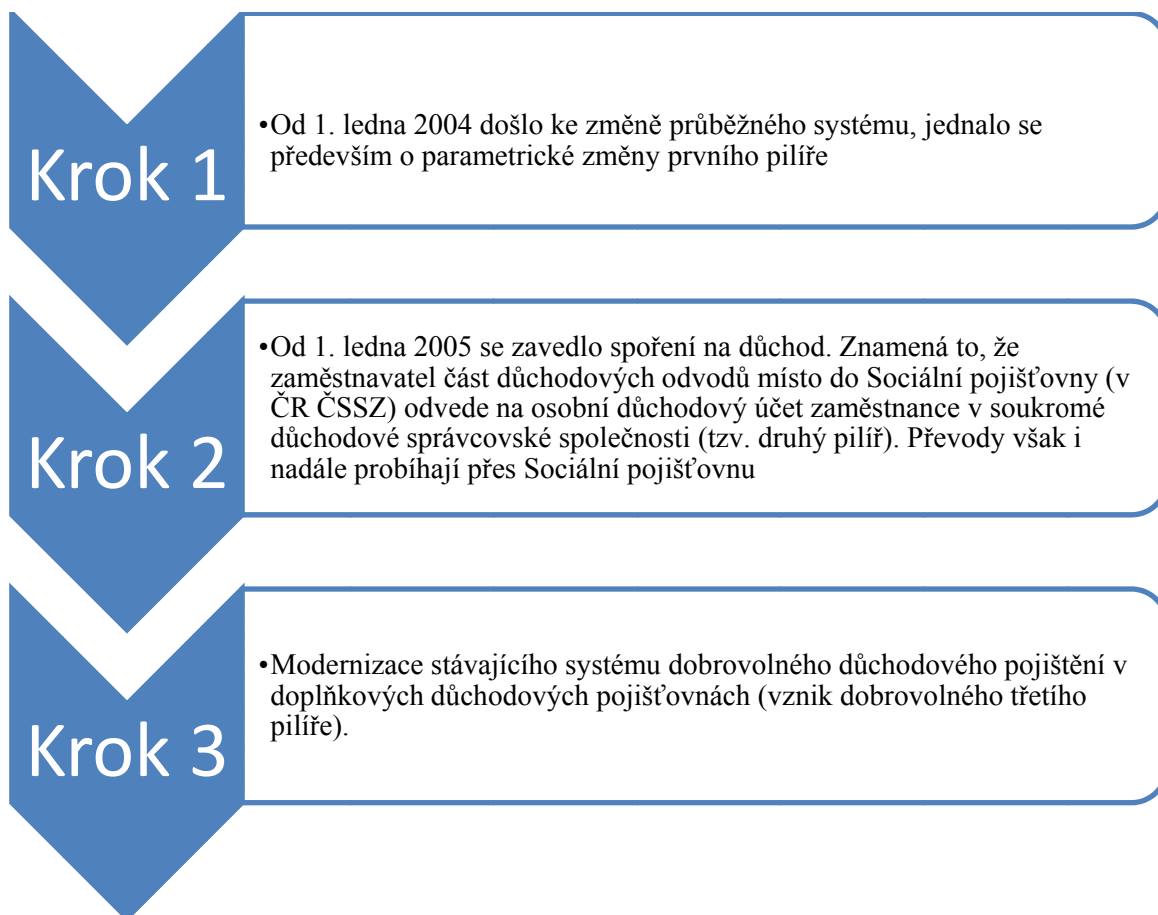 Krok 1
•Od 1. ledna 2004 došlo ke změně průběžného systému, jednalo se
především o parametrické změny prvního pilíře
Krok 2
•Od 1. ledna 2005 se zavedlo spoření na důchod. Znamená to, že
zaměstnavatel část důchodových odvodů místo do Sociální pojišťovny (v
ČR ČSSZ) odvede na osobní důchodový účet zaměstnance v soukromé
důchodové správcovské společnosti (tzv. druhý pilíř). Převody však i
nadále probíhají přes Sociální pojišťovnu
Krok 3
•Modernizace stávajícího systému dobrovolného důchodového pojištění v
doplňkových důchodových pojišťovnách (vznik dobrovolného třetího
pilíře).